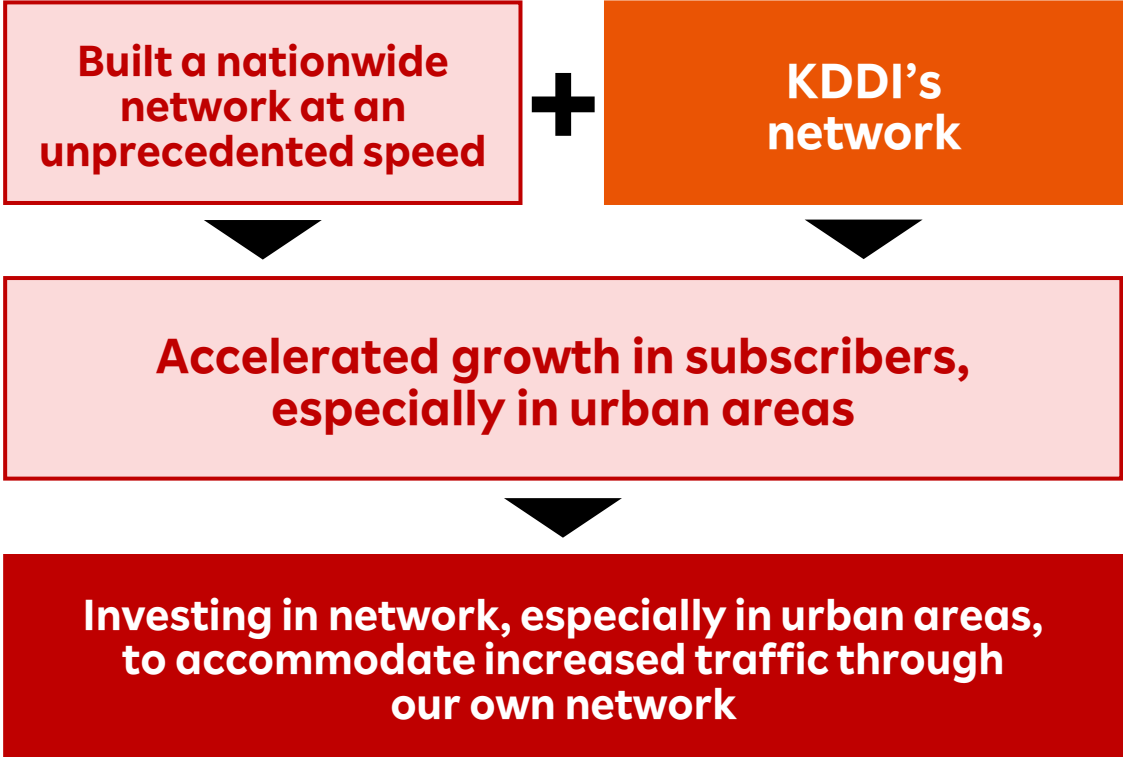 Built a nationwide
network at an
unprecedented speed
+
KDDI's
network
Accelerated growth in subscribers,
especially in urban areas
Investing in network, especially in urban areas,
to accommodate increased traffic through
our own network